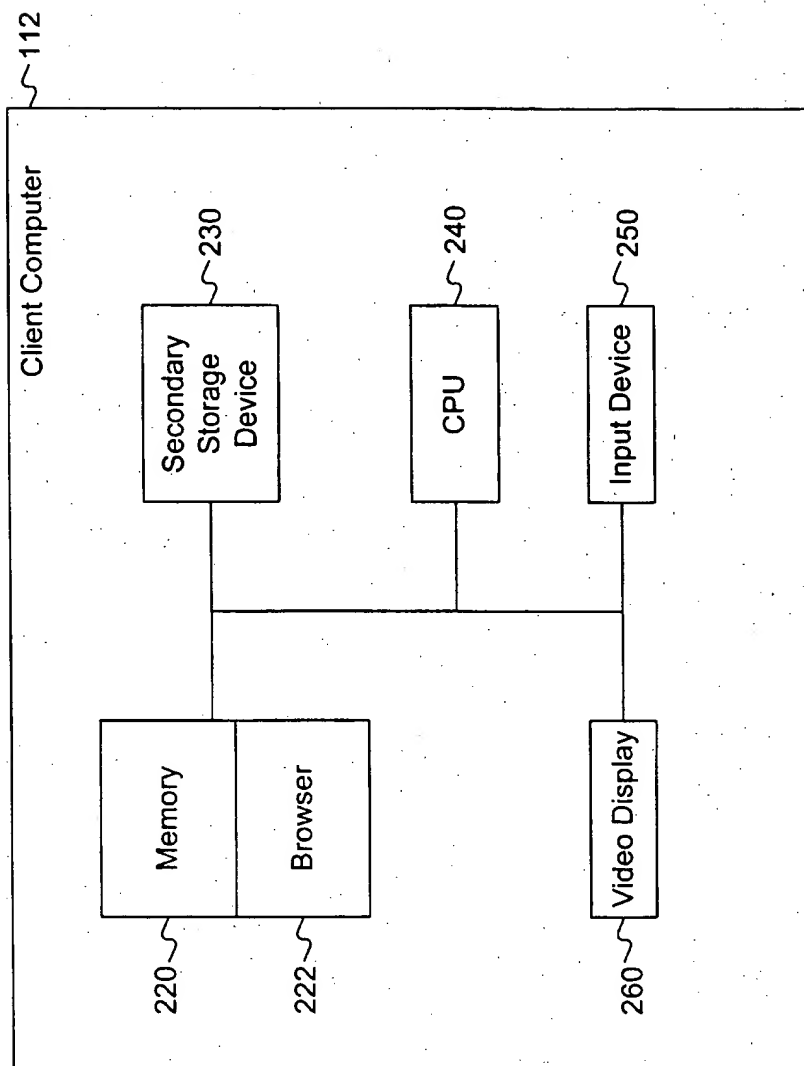 Client Computer
112
220
Memory
222
Browser
Secondary
Storage
Device
230
CPU
240
260
Video Display
Input Device
250